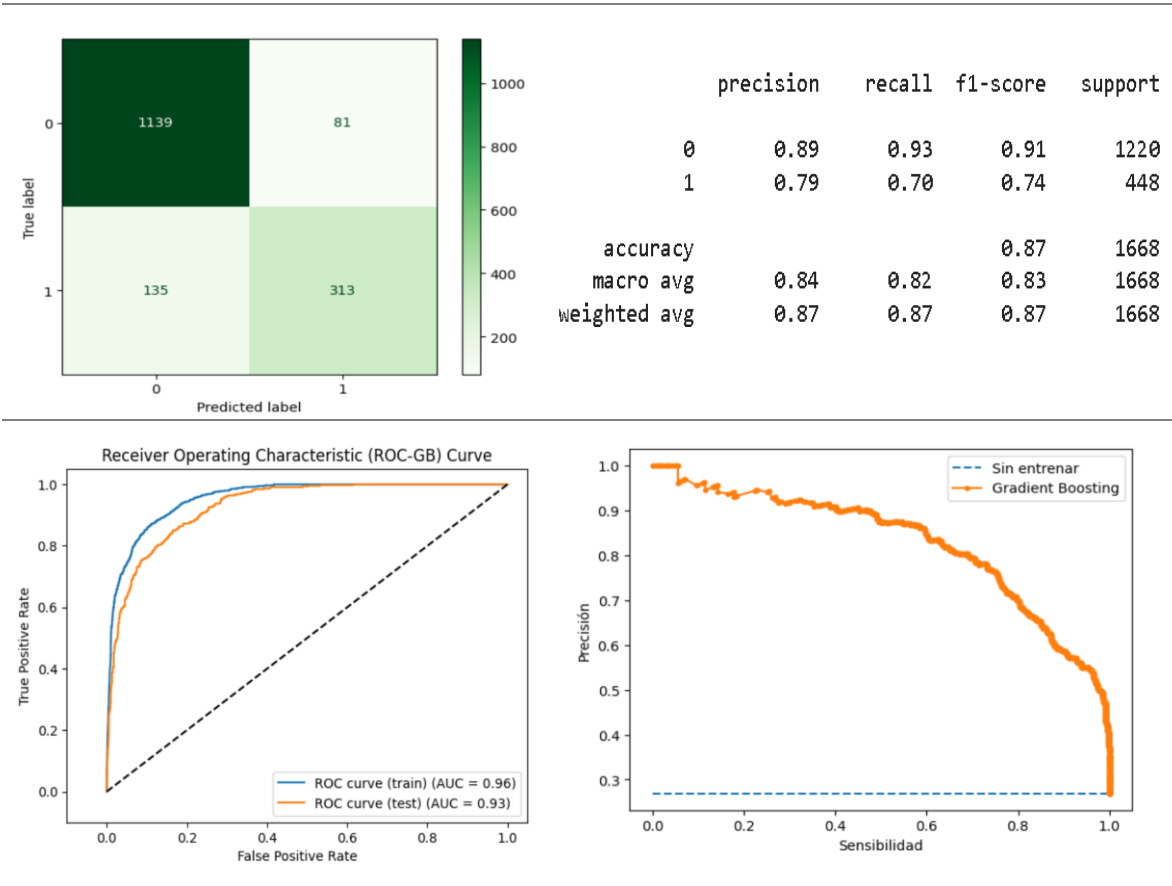 1139 81
135 313
0
1
True label
0 1
Predicted label
1000
800
600
400
200
precision recall f1-score support
0 0.89 0.93 0.91 1220
1 0.79 0.70 0.74 448
accuracy 0.87 1668
macro avg 0.84 0.82 0.83 1668
weighted avg 0.87 0.87 0.87 1668
Receiver Operating Characteristic (ROC-GB) Curve
True Positive Rate
1.0
0.8
0.6
0.4
0.2
0.0
ROC curve (train) (AUC = 0.96)
ROC curve (test) (AUC = 0.93)
0.0 0.2 0.4 0.6 0.8 1.0
False Positive Rate
Sin entrenar
Gradient Boosting
Precisión
1.0
0.9
0.8
0.7
0.6
0.5
0.4
0.3
0.0 0.2 0.4 0.6 0.8 1.0
Sensibilidad